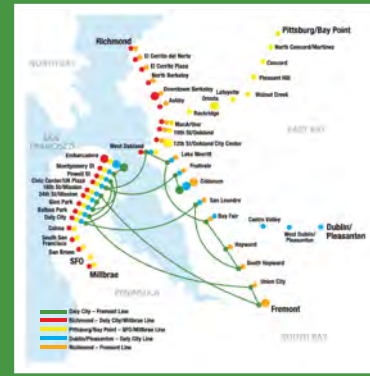 Pittsburg/Bay Point
Richmond
North Concord/Martinez
El Cerrito del Norte
Concord
El Cerrito Plaza
NORTH BAY
North Berkeley
Pleasant Hill
Downtown Berkeley
Lafayette
Walnut Creek
Ashby
Orinda
Rockridge
MacArthur
19th St/Oakland
EAST BAY
SAN
FRANCISCO
West Oakland
12th St/Oakland City Center
Embarcadero
Lake Merritt
Montgomery St
Powell St
Fruitvale
Civic Center/UN Plaza
16th St/Mission
Coliseum
24th St/Mission
Glen Park
San Leandro
Balboa Park
Daly City
Bay Fair
Castro Valley
Dublin/
Pleasanton
West Dublin/
Pleasanton
Colma
South San
Francisco
Hayward
San Bruno
South Hayward
SFO
Millbrae
Union City
PENINSULA
Fremont
Daly City – Fremont Line
Richmond – Daly City/Millbrae Line
Pittsburg/Bay Point – SFO/Millbrae Line
Dublin/Pleasanton – Daly City Line
Richmond – Fremont Line
SOUTH BAY